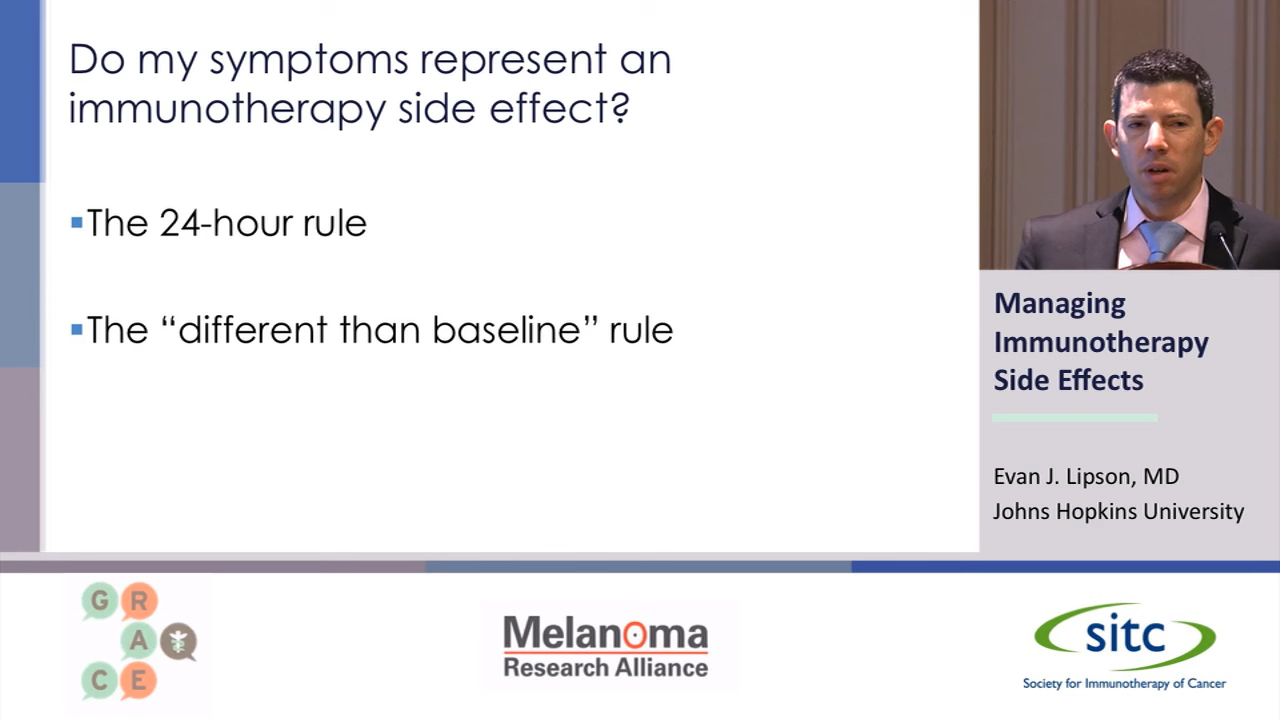 Do my symptoms represent an
immunotherapy side effect?
▪The 24-hour rule
▪The “different than baseline” rule
Managing
Immunotherapy
Side Effects
Evan J. Lipson, MD
Johns Hopkins University
G R
A
C E
Melanoma
Research Alliance
sitc
Society for Immunotherapy of Cancer